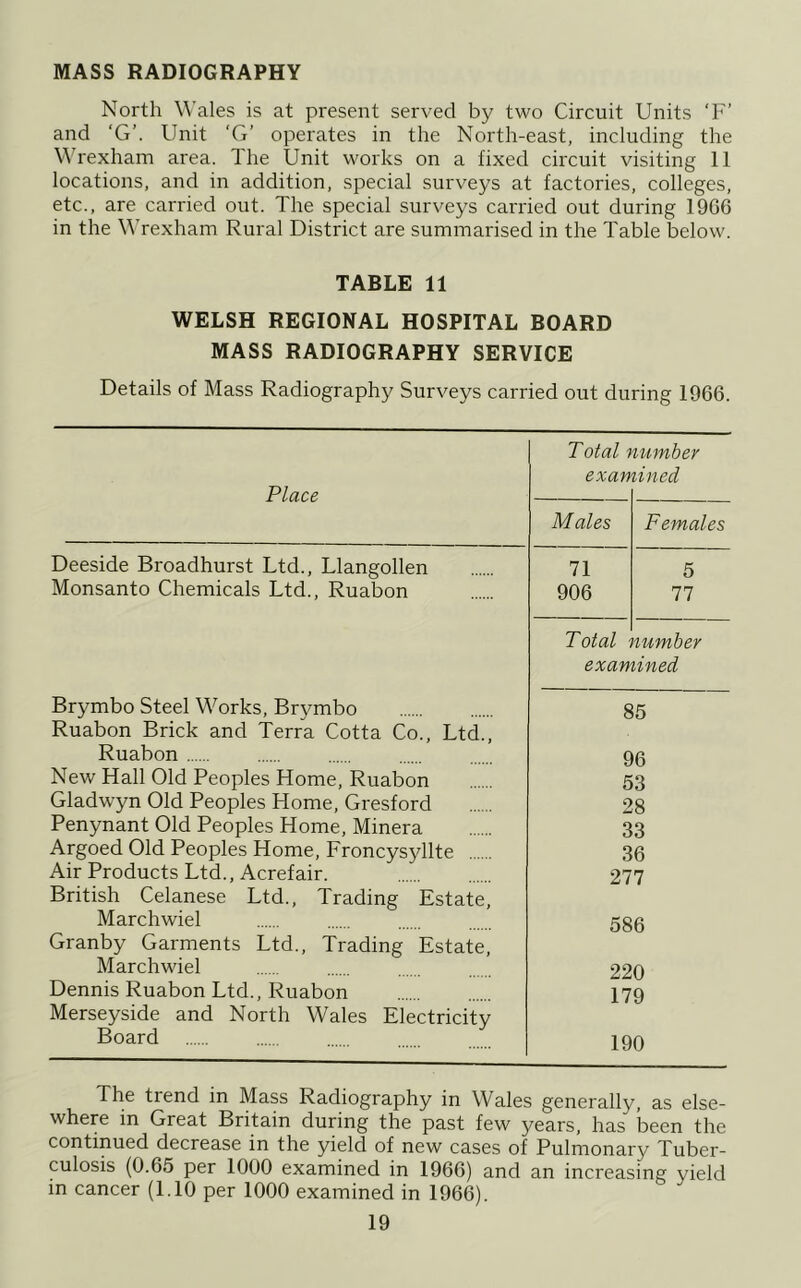 MASS RADIOGRAPHY
North Wales is at present served by two Circuit Units ‘F’
and ‘G’. Unit ‘G’ operates in the North-east, including the
Wrexham area. The Unit works on a fixed circuit visiting 11
locations, and in addition, special surveys at factories, colleges,
etc., are carried out. The special surveys carried out during 1966
in the Wrexham Rural District are summarised in the Table below.
TABLE 11
WELSH REGIONAL HOSPITAL BOARD
MASS RADIOGRAPHY SERVICE
Details of Mass Radiography Surveys carried out during 1966.
Place Total number examined
Males Females
Deeside Broadhurst Ltd., Llangollen ...... 71 5
Monsanto Chemicals Ltd., Ruabon ...... 906 77
Total number
examined
Brymbo Steel Works, Brymbo ...... ...... 85
Ruabon Brick and Terra Cotta Co., Ltd.,
Ruabon ...... ...... ...... ...... ...... 96
New Hall Old Peoples Home, Ruabon ...... 53
Gladwyn Old Peoples Home, Gresford ...... 28
Penynant Old Peoples Home, Minera ...... 33
Argoed Old Peoples Home, Froncysyllte ...... 36
Air Products Ltd., Acrefair. ...... ...... 277
British Celanese Ltd., Trading Estate,
Marchwiel ...... ...... ...... ...... 586
Granby Garments Ltd., Trading Estate,
Marchwiel ...... ...... ...... ...... 220
Dennis Ruabon Ltd., Ruabon ...... ...... 179
Merseyside and North Wales Electricity
Board ...... ...... ...... ...... ...... 190
The trend in Mass Radiography in Wales generally, as else-
where in Great Britain during the past few years, has been the
continued decrease in the yield of new cases of Pulmonary Tuber-
culosis (0.65 per 1000 examined in 1966) and an increasing yield
in cancer (1.10 per 1000 examined in 1966).
19